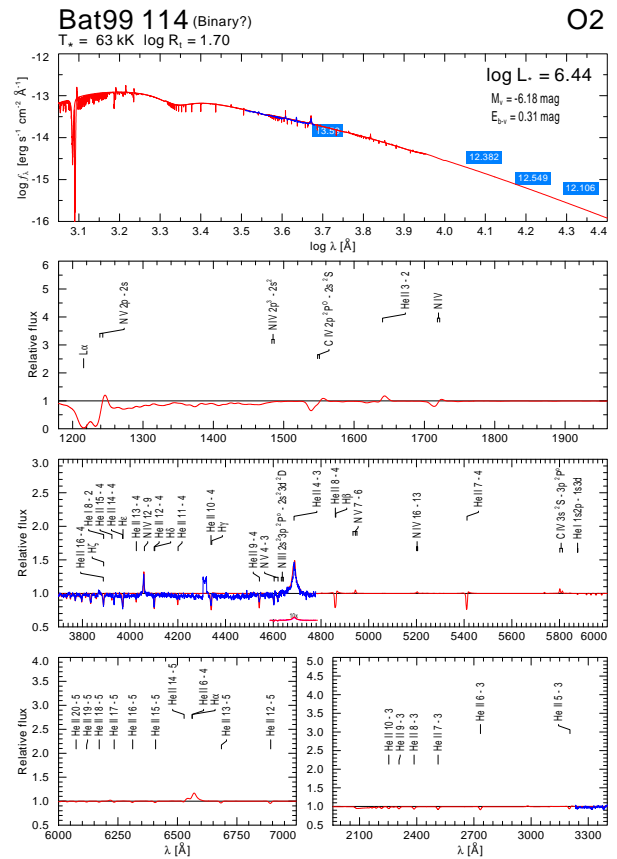 Bat99 114 (Binary?) O2
T* = 63 kK log Rt = 1.70
log L* = 6.44
Mv = -6.18 mag
Eb-v = 0.31 mag
log fλ [erg s⁻¹ cm⁻² Å⁻¹]
-12
-13
-14
-15
-16
12.382
12.549
12.106
3.1 3.2 3.3 3.4 3.5 3.6 3.7 3.8 3.9 4.0 4.1 4.2 4.3 4.4
log λ [Å]
Relative flux
6
5
4
3
2
1
0
Lα
N V 2p - 2s
N IV 2p³ - 2s²
C IV 2p ²P⁰ - 2s ²S
He II 3 - 2
N IV
1200 1300 1400 1500 1600 1700 1800 1900
Relative flux
3.0
2.5
2.0
1.5
1.0
0.5
He II 16 - 4
Hζ
He I 8 - 2
He II 15 - 4
He II 14 - 4
Hε
He II 13 - 4
N IV 12 - 9
He II 12 - 4
Hδ
He II 11 - 4
He II 10 - 4
Hγ
He II 9 - 4
N V 4 - 3
N III 2s²3p ²P⁰ - 2s²3d ²D
He II 4 - 3
He II 8 - 4
Hβ
N V 7 - 6
N IV 16 - 13
He II 7 - 4
C IV 3s ²S - 3p ²P⁰
He I 1s2p - 1s3d
10x
3800 4000 4200 4400 4600 4800 5000 5200 5400 5600 5800 6000
Relative flux
4.0
3.5
3.0
2.5
2.0
1.5
1.0
0.5
He II 20 - 5
He II 19 - 5
He II 18 - 5
He II 17 - 5
He II 16 - 5
He II 15 - 5
He II 14 - 5
He II 6 - 4
Hα
He II 13 - 5
He II 12 - 5
6000 6250 6500 6750 7000
λ [Å]
5.0
4.5
4.0
3.5
3.0
2.5
2.0
1.5
1.0
0.5
He II 10 - 3
He II 9 - 3
He II 8 - 3
He II 7 - 3
He II 6 - 3
He II 5 - 3
2100 2400 2700 3000 3300
λ [Å]